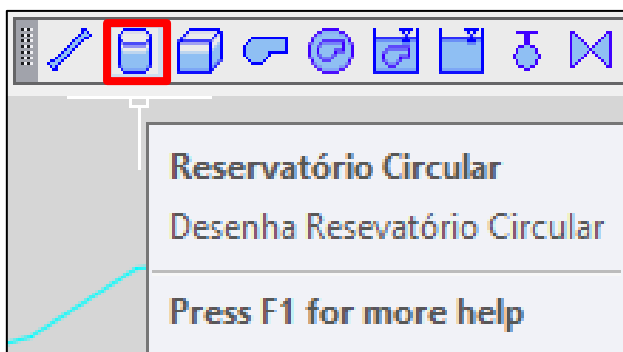 Reservatório Circular
Desenha Resevatório Circular
Press F1 for more help